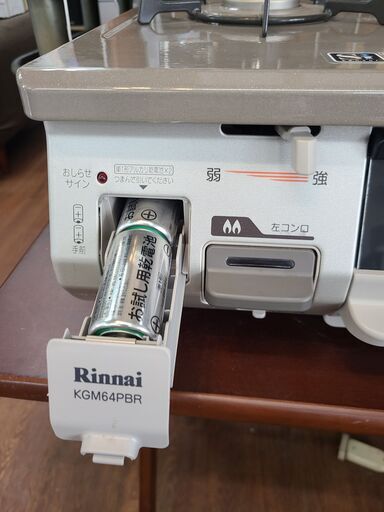 おしらせ
サイン
単1形アルカリ乾電池×2
つまんで引いてください
手前
弱 強
左コンロ
お試し用乾電池
Rinnai
KGM64PBR